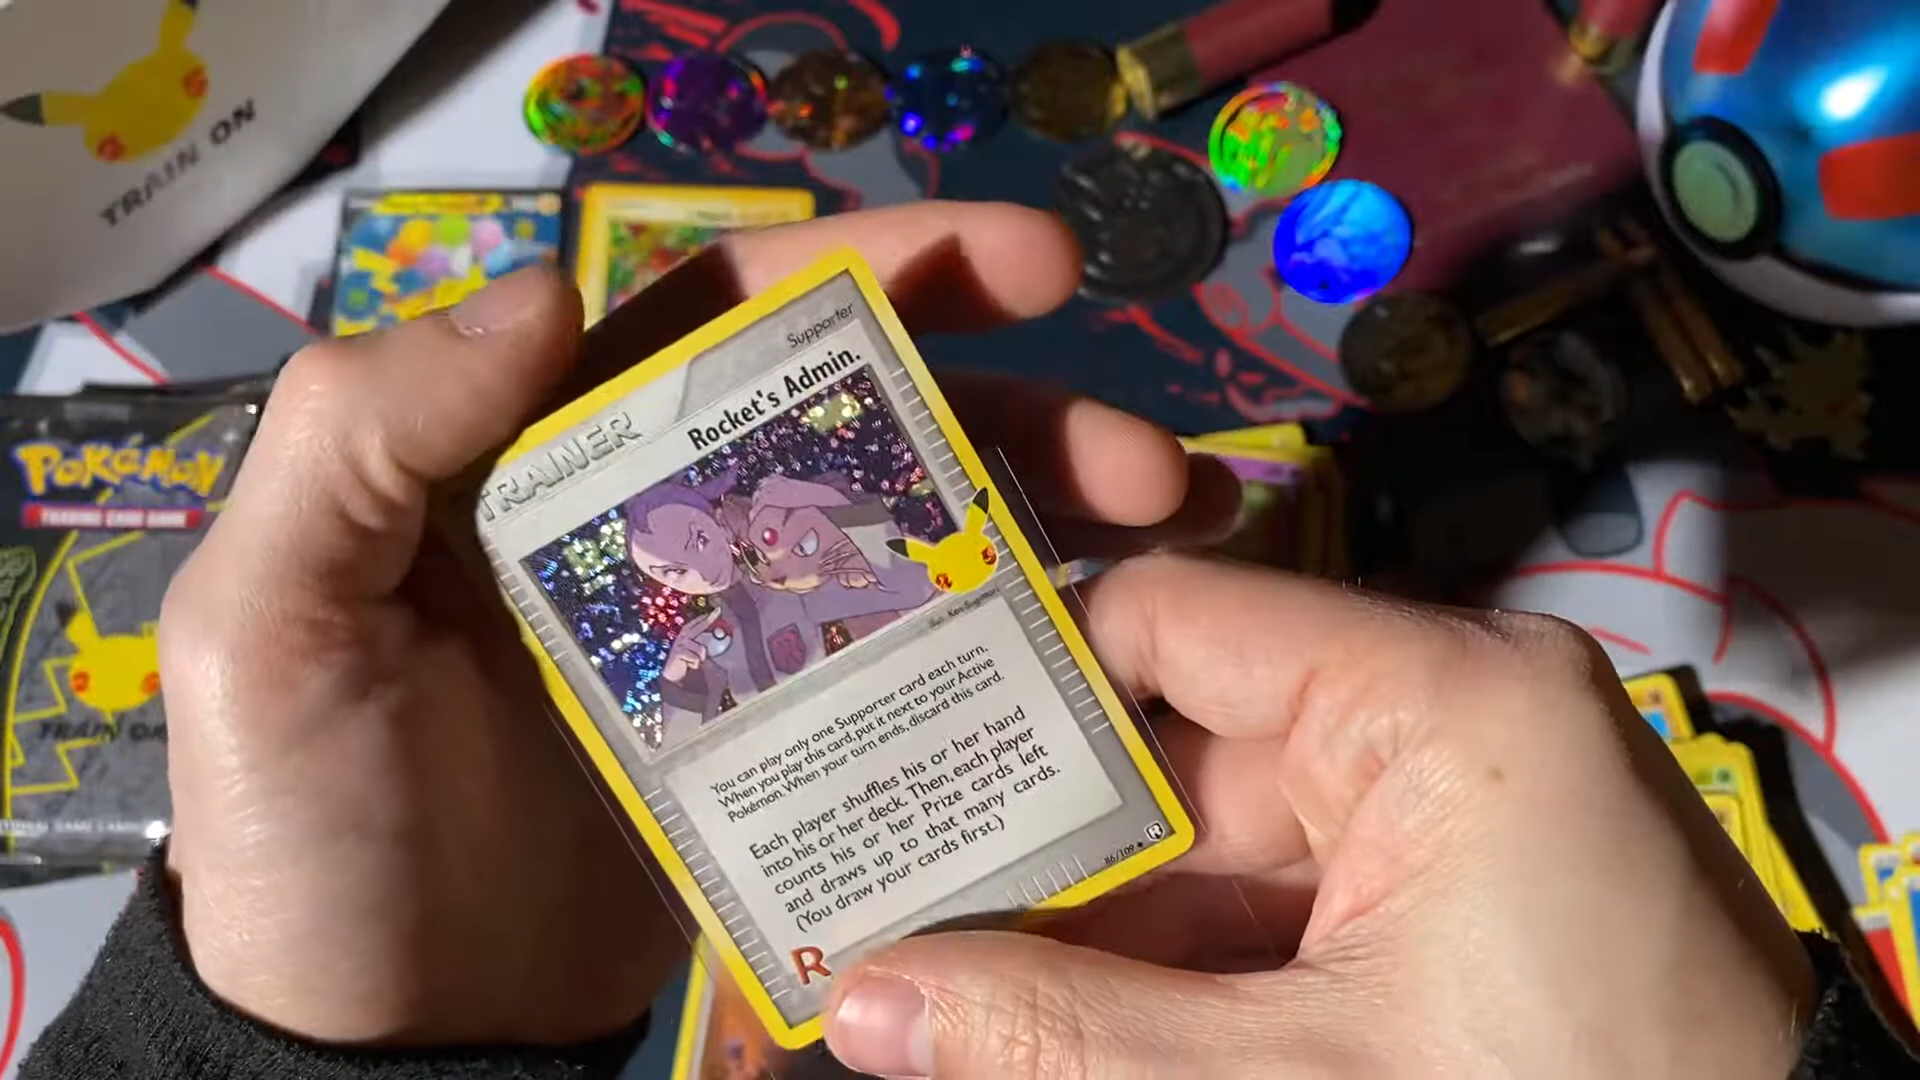 TRAIN ON
Supporter
TRAINER
Rocket's Admin.
Illus. Ken Sugimori
You can play only one Supporter card each turn.
When you play this card, put it next to your Active
Pokémon. When your turn ends, discard this card.
Each player shuffles his or her hand
into his or her deck. Then, each player
counts his or her Prize cards left
and draws up to that many cards.
(You draw your cards first.)
86/109
R
R
POKéMON
TRADING CARD GAME
TRAIN ON